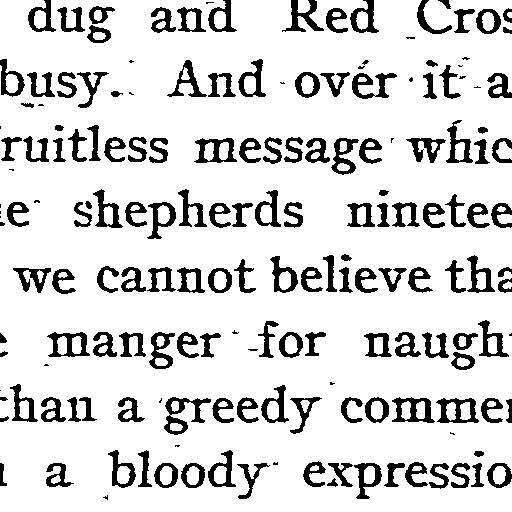 dug and Red Cros
busy. And over it a
ruitless message whic
e shepherds ninetee
we cannot believe tha
e manger for naugh
than a greedy commer
a bloody expressio